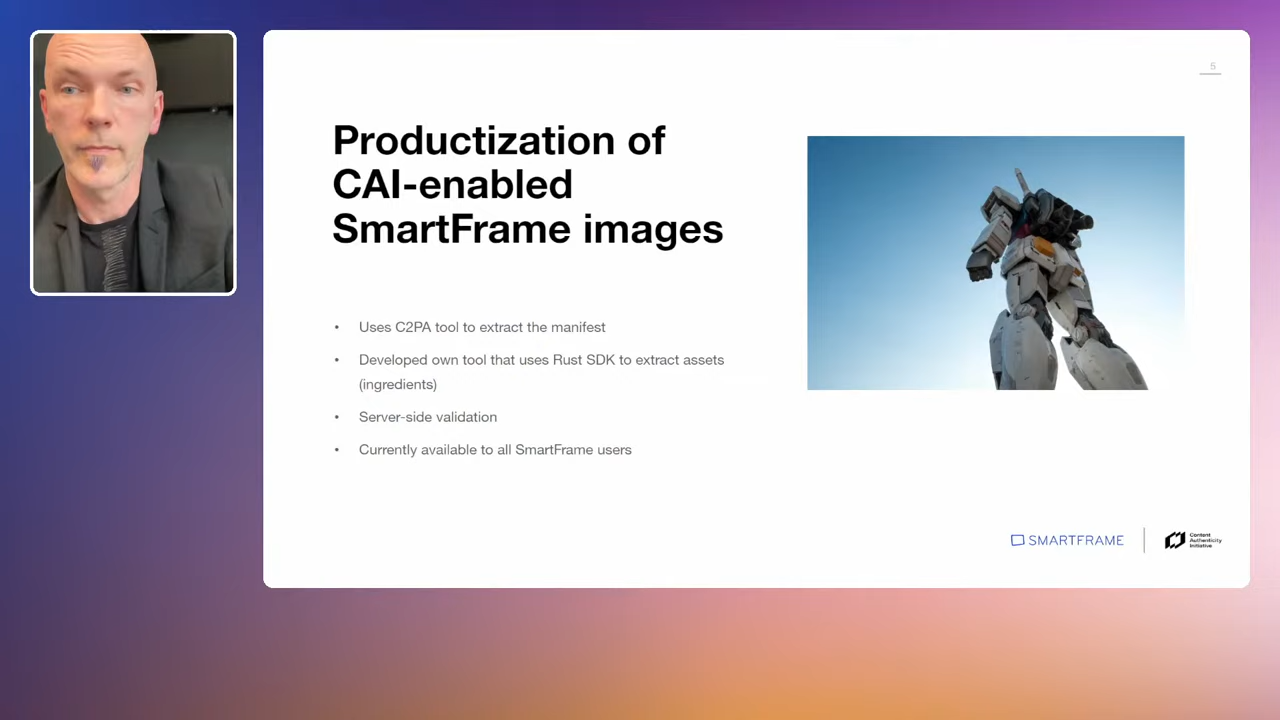 5
Productization of
CAI-enabled
SmartFrame images
• Uses C2PA tool to extract the manifest
• Developed own tool that uses Rust SDK to extract assets
(ingredients)
• Server-side validation
• Currently available to all SmartFrame users
SMARTFRAME
Content
Authenticity
Initiative